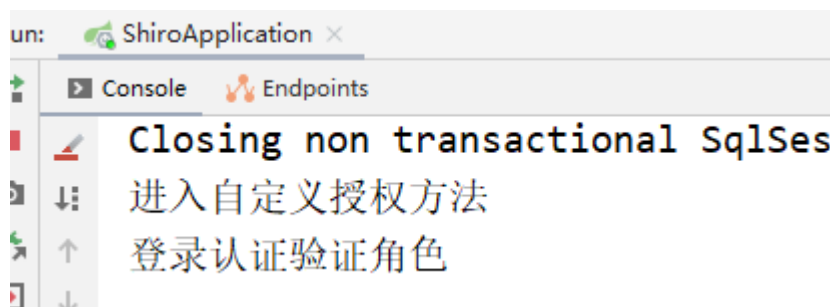 un: ShiroApplication ×
Console Endpoints
Closing non transactional SqlSes
进入自定义授权方法
登录认证验证角色